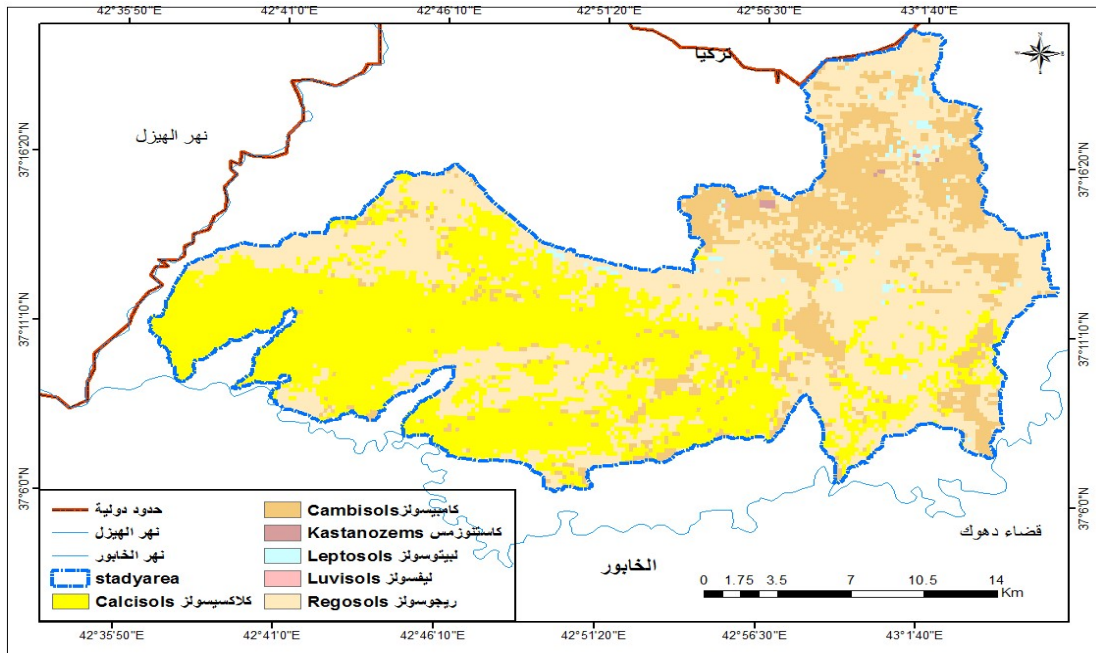 42°35'50"E 42°41'0"E 42°46'10"E 42°51'20"E 42°56'30"E 43°1'40"E
تركيا
نهر الهيزل
37°16'20"N
37°16'20"N
37°11'10"N
37°11'10"N
37°6'0"N
37°6'0"N
قضاء دهوك
الخابور
حدود دولية
نهر الهيزل
نهر الخابور
stadyarea
Calcisols كلاكسيسولز
Cambisols كامبيسولز
Kastanozems كاستنوزمس
Leptosols لبيتوسولز
Luvisols ليفسولز
Regosols ريجوسولز
0 1.75 3.5 7 10.5 14
Km
42°35'50"E 42°41'0"E 42°46'10"E 42°51'20"E 42°56'30"E 43°1'40"E